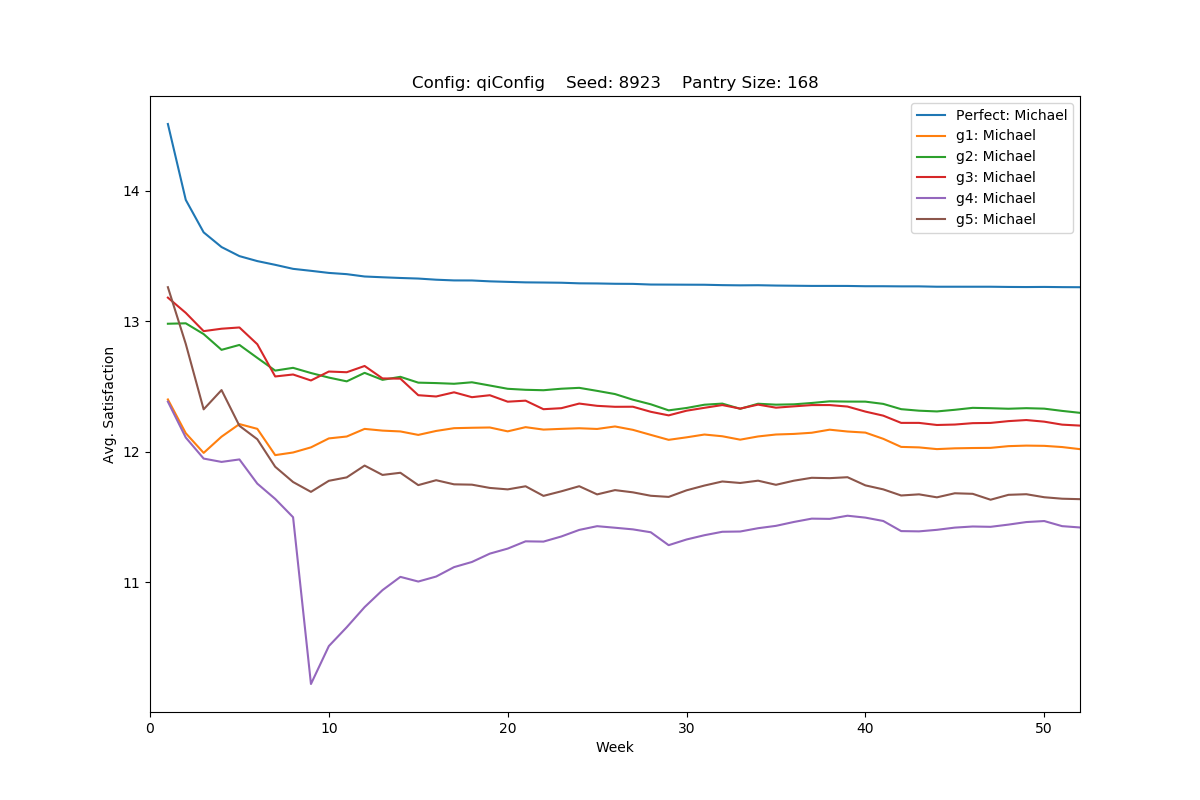 Config: qiConfig    Seed: 8923    Pantry Size: 168
Perfect: Michael
g1: Michael
g2: Michael
g3: Michael
g4: Michael
g5: Michael
Avg. Satisfaction
14
13
12
11
0 10 20 30 40 50
Week